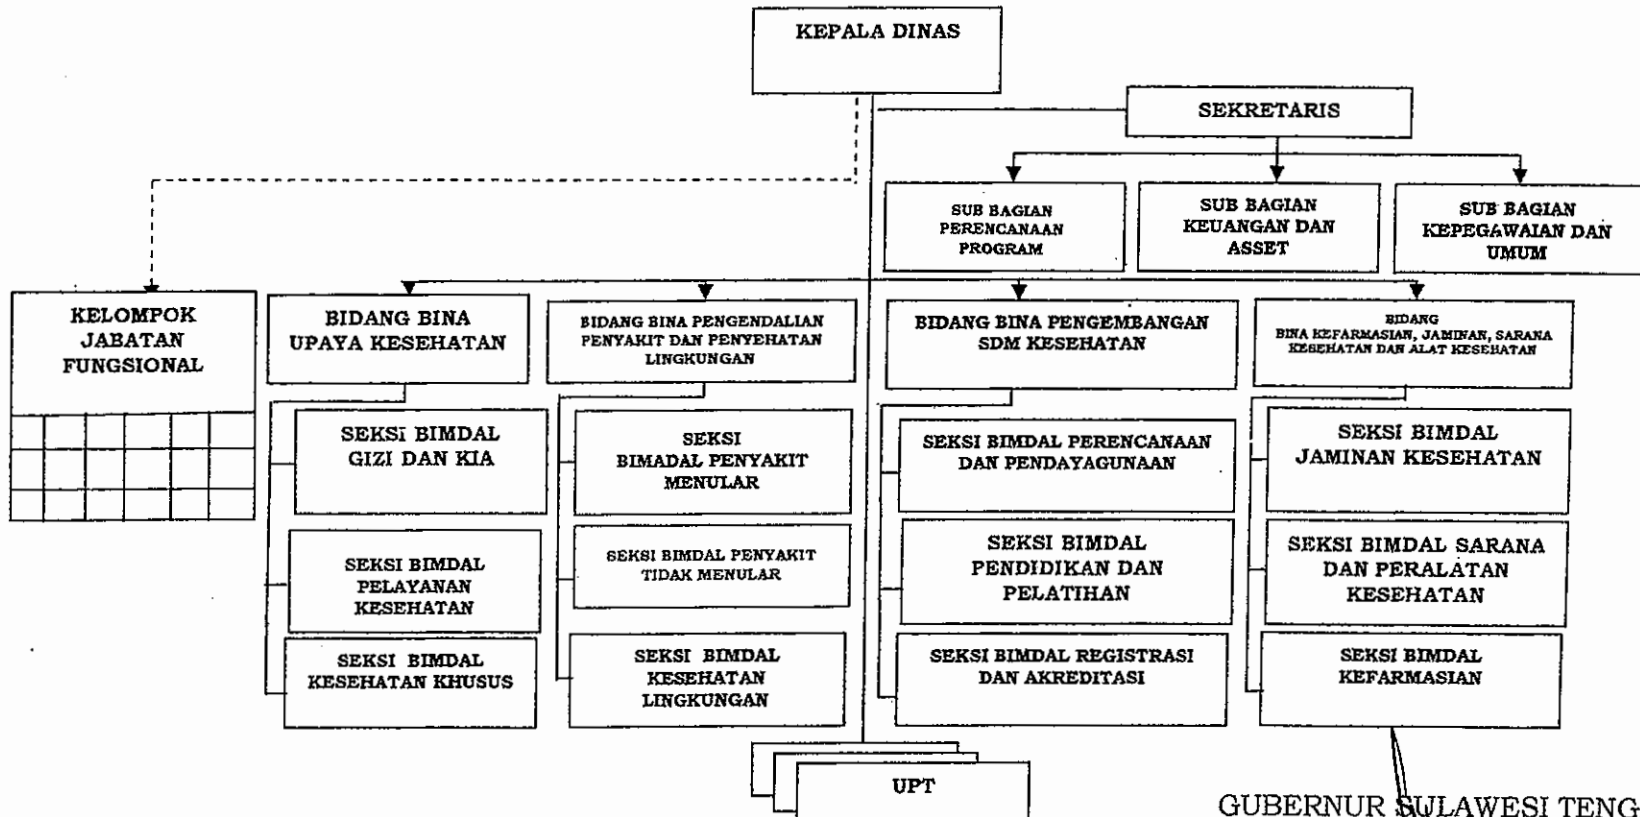 KEPALA DINAS
SEKRETARIS
SUB BAGIAN
PERENCANAAN
PROGRAM
SUB BAGIAN
KEUANGAN DAN
ASSET
SUB BAGIAN
KEPEGAWAIAN DAN
UMUM
KELOMPOK
JABATAN
FUNGSIONAL
BIDANG BINA
UPAYA KESEHATAN
BIDANG BINA PENGENDALIAN
PENYAKIT DAN PENYEHATAN
LINGKUNGAN
BIDANG BINA PENGEMBANGAN
SDM KESEHATAN
BIDANG
BINA KEFARMASIAN, JAMINAN, SARANA
KESEHATAN DAN ALAT KESEHATAN
SEKSI BIMDAL
GIZI DAN KIA
SEKSI BIMDAL
PELAYANAN
KESEHATAN
SEKSI BIMDAL
KESEHATAN KHUSUS
SEKSI
BIMADAL PENYAKIT
MENULAR
SEKSI BIMDAL PENYAKIT
TIDAK MENULAR
SEKSI BIMDAL
KESEHATAN
LINGKUNGAN
SEKSI BIMDAL PERENCANAAN
DAN PENDAYAGUNAAN
SEKSI BIMDAL
PENDIDIKAN DAN
PELATIHAN
SEKSI BIMDAL REGISTRASI
DAN AKREDITASI
SEKSI BIMDAL
JAMINAN KESEHATAN
SEKSI BIMDAL SARANA
DAN PERALATAN
KESEHATAN
SEKSI BIMDAL
KEFARMASIAN
UPT
GUBERNUR SULAWESI TENG